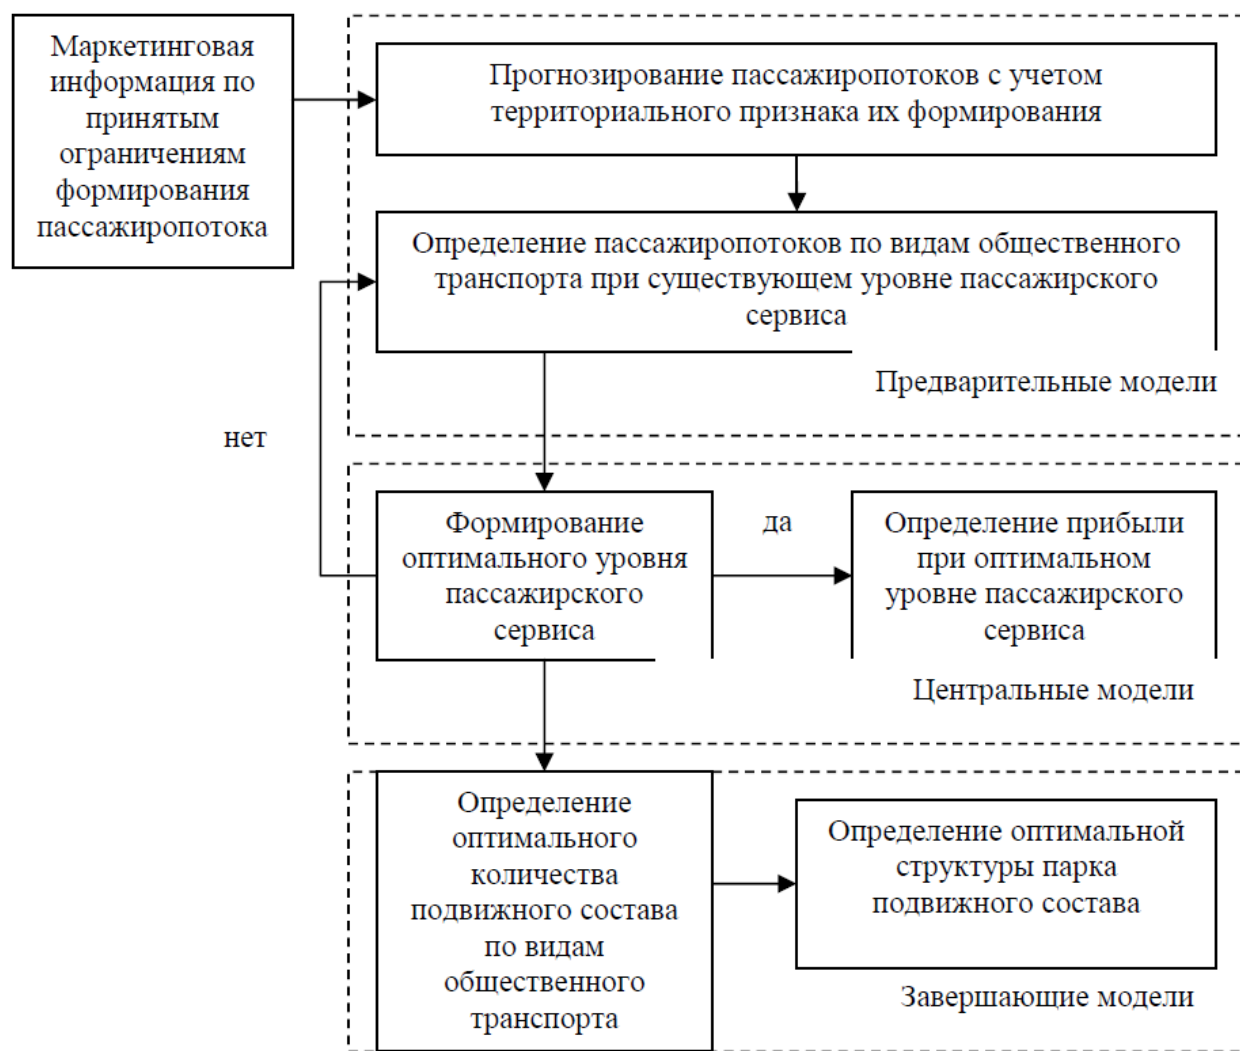 Маркетинговая
информация по
принятым
ограничениям
формирования
пассажиропотока
Прогнозирование пассажиропотоков с учетом
территориального признака их формирования
Определение пассажиропотоков по видам общественного
транспорта при существующем уровне пассажирского
сервиса
Предварительные модели
нет
Формирование
оптимального уровня
пассажирского
сервиса
да
Определение прибыли
при оптимальном
уровне пассажирского
сервиса
Центральные модели
Определение
оптимального
количества
подвижного состава
по видам
общественного
транспорта
Определение оптимальной
структуры парка
подвижного состава
Завершающие модели